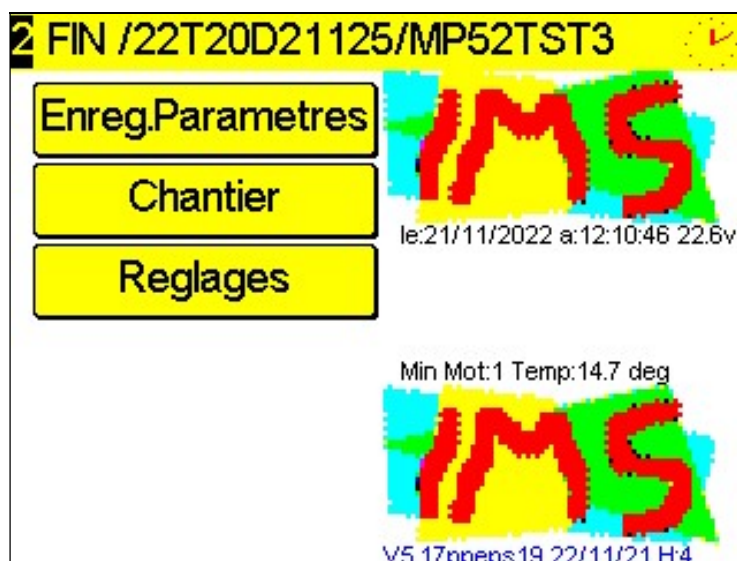 2 FIN /22T20D21125/MP52TST3
Enreg.Parametres
Chantier
Reglages
IMS
le:21/11/2022 a:12:10:46 22.6v
Min Mot:1 Temp:14.7 deg
IMS
V5.17ppeps19 22/11/21 H:4